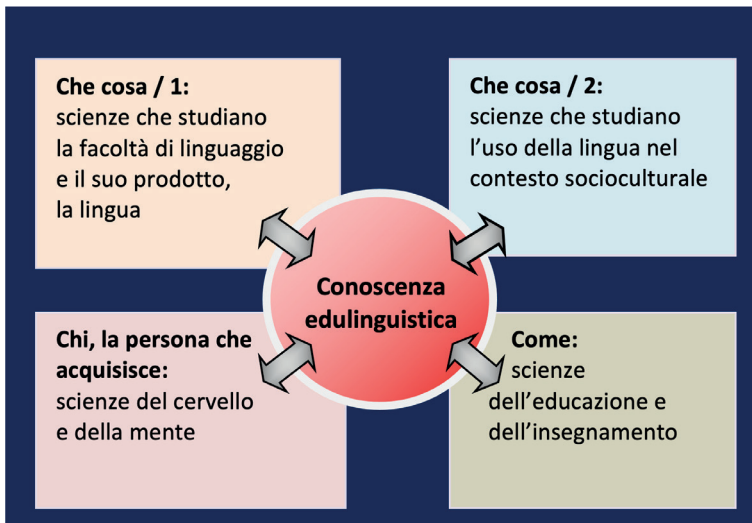 Che cosa / 1:
scienze che studiano
la facoltà di linguaggio
e il suo prodotto,
la lingua
Che cosa / 2:
scienze che studiano
l’uso della lingua nel
contesto socioculturale
Conoscenza
edulinguistica
Chi, la persona che
acquisisce:
scienze del cervello
e della mente
Come:
scienze
dell’educazione e
dell’insegnamento